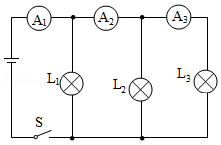 A₁ A₂ A₃
L₁ L₂ L₃
S